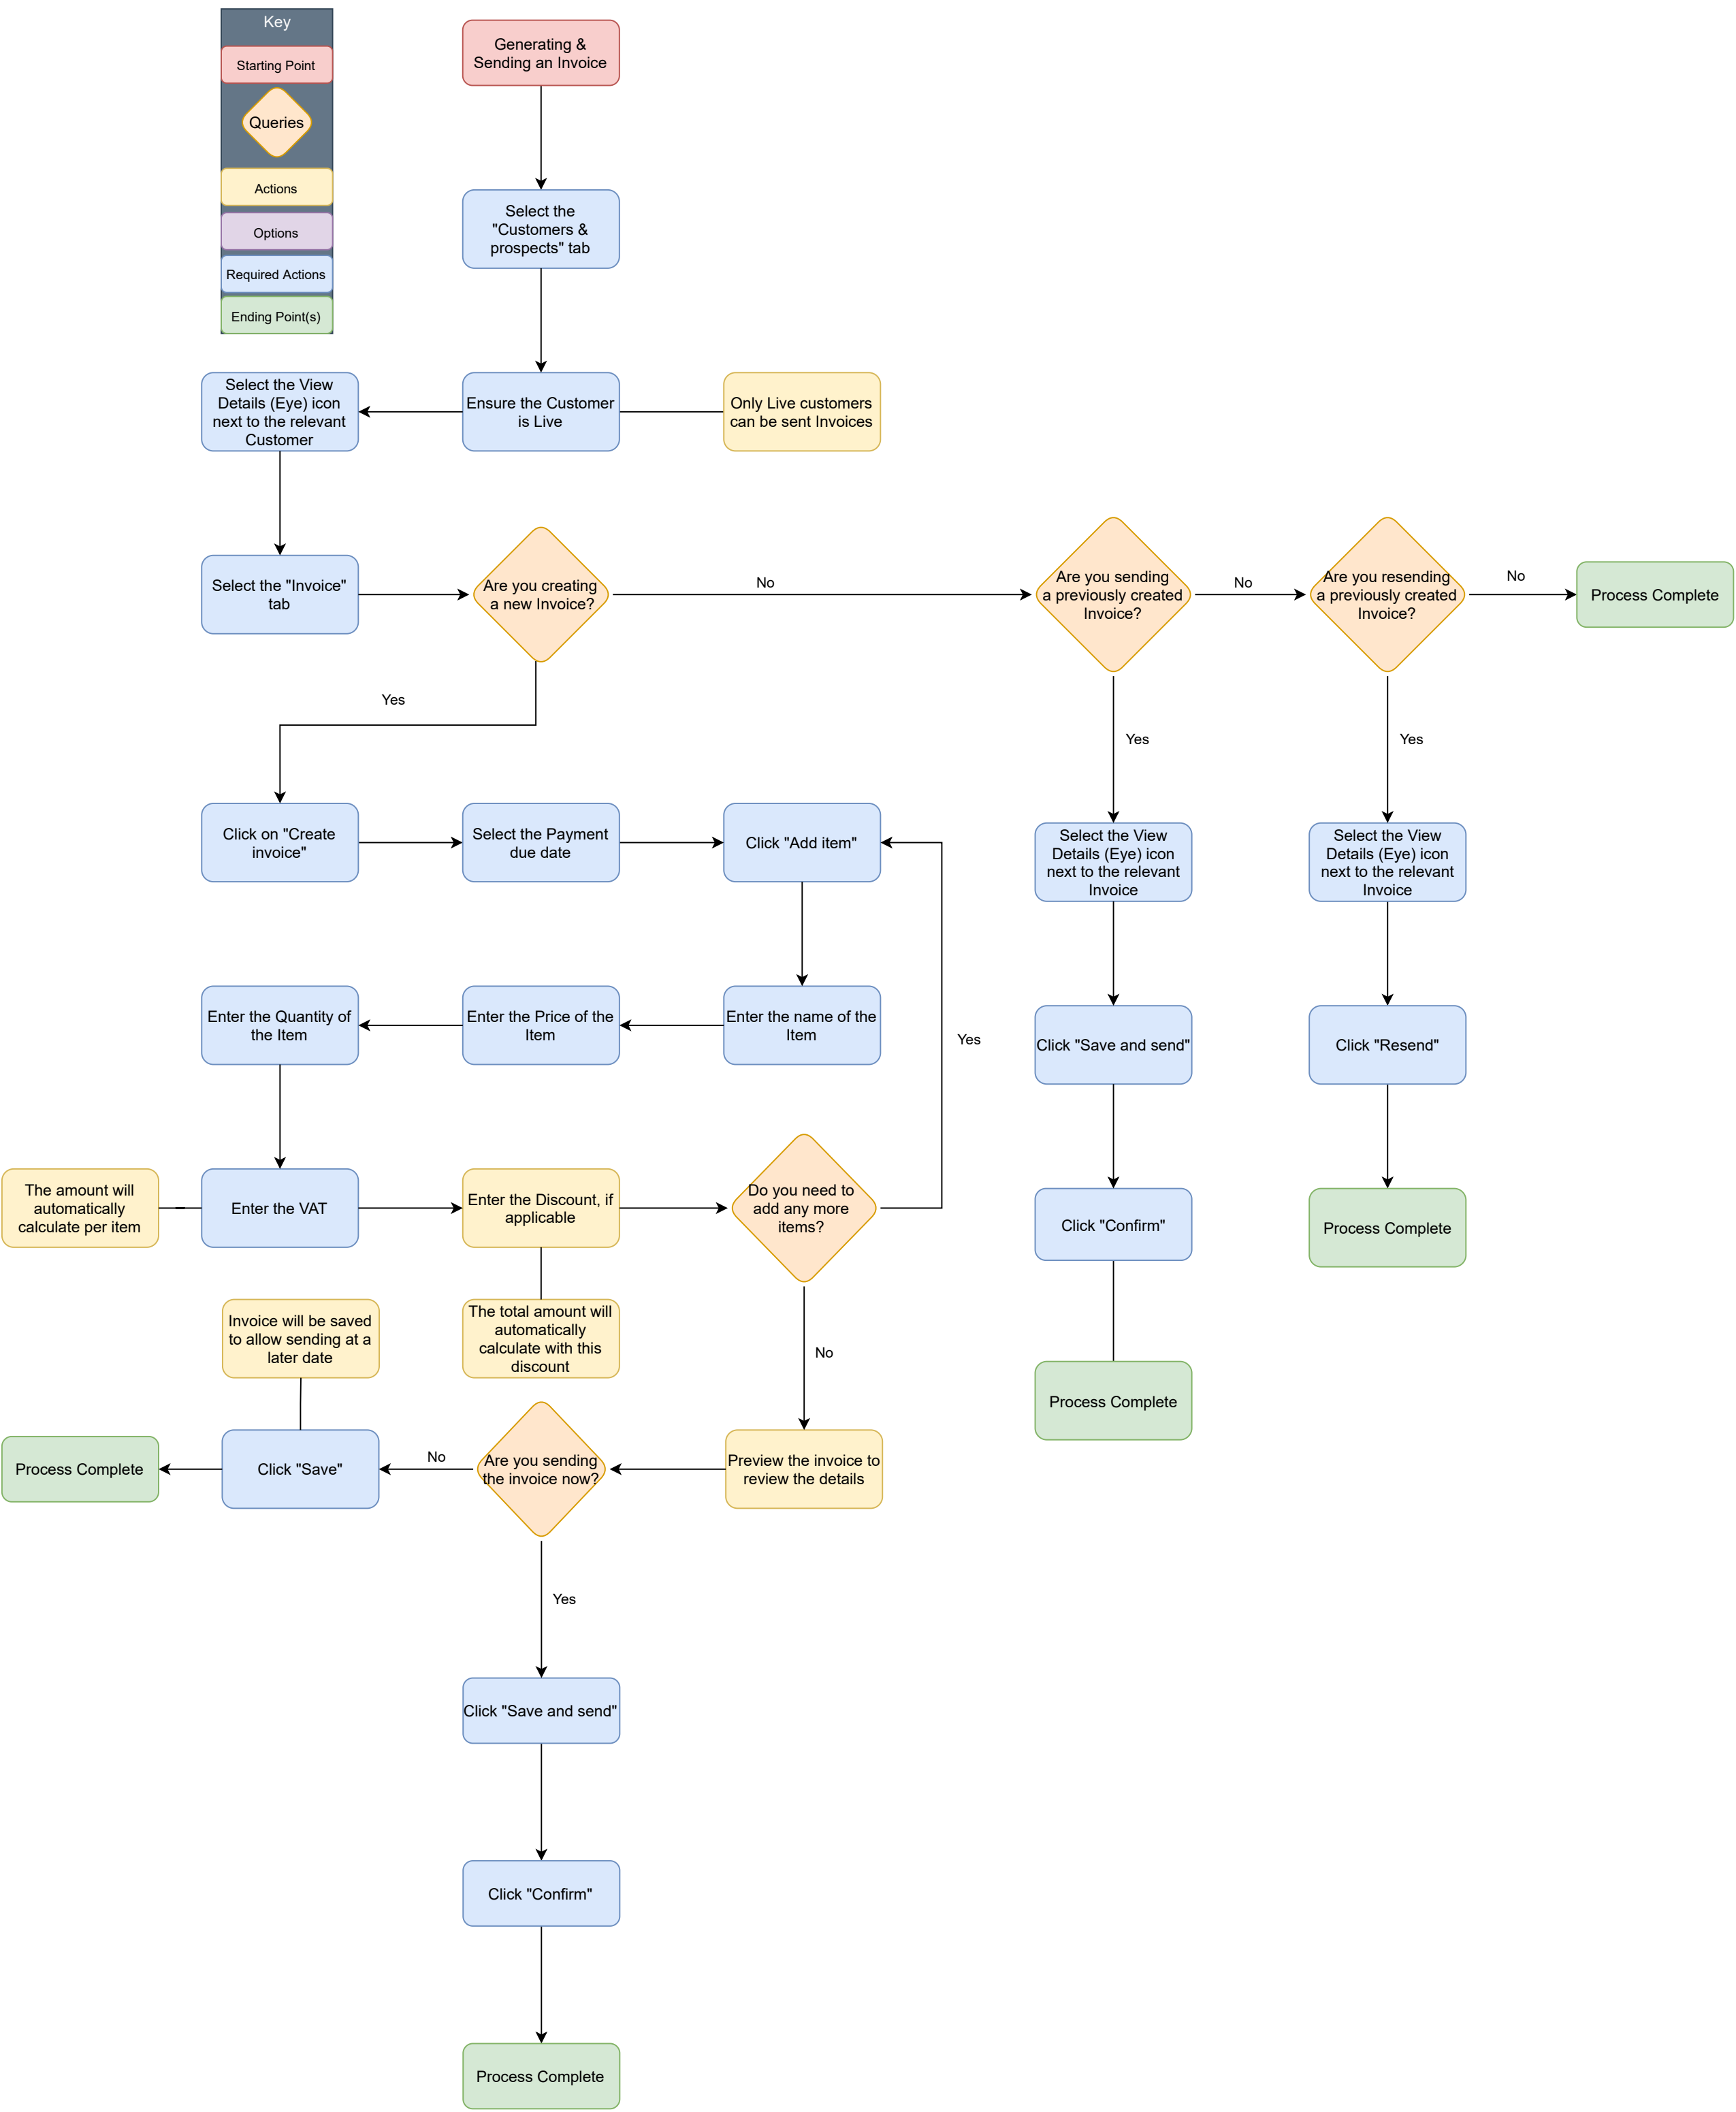 Key
Starting Point
Queries
Actions
Options
Required Actions
Ending Point(s)
Generating &
Sending an Invoice
Select the
"Customers &
prospects" tab
Select the View
Details (Eye) icon
next to the relevant
Customer
Ensure the Customer
is Live
Only Live customers
can be sent Invoices
Select the "Invoice"
tab
Are you creating
a new Invoice?
No
Are you sending
a previously created
Invoice?
No
Are you resending
a previously created
Invoice?
No
Process Complete
Yes
Yes
Yes
Click on "Create
invoice"
Select the Payment
due date
Click "Add item"
Select the View
Details (Eye) icon
next to the relevant
Invoice
Select the View
Details (Eye) icon
next to the relevant
Invoice
Enter the Quantity of
the Item
Enter the Price of the
Item
Enter the name of the
Item
Yes
Click "Save and send"
Click "Resend"
The amount will
automatically
calculate per item
Enter the VAT
Enter the Discount, if
applicable
Do you need to
add any more
items?
Click "Confirm"
Process Complete
Invoice will be saved
to allow sending at a
later date
The total amount will
automatically
calculate with this
discount
No
Process Complete
Process Complete
Click "Save"
No
Are you sending
the invoice now?
Preview the invoice to
review the details
Yes
Click "Save and send"
Click "Confirm"
Process Complete